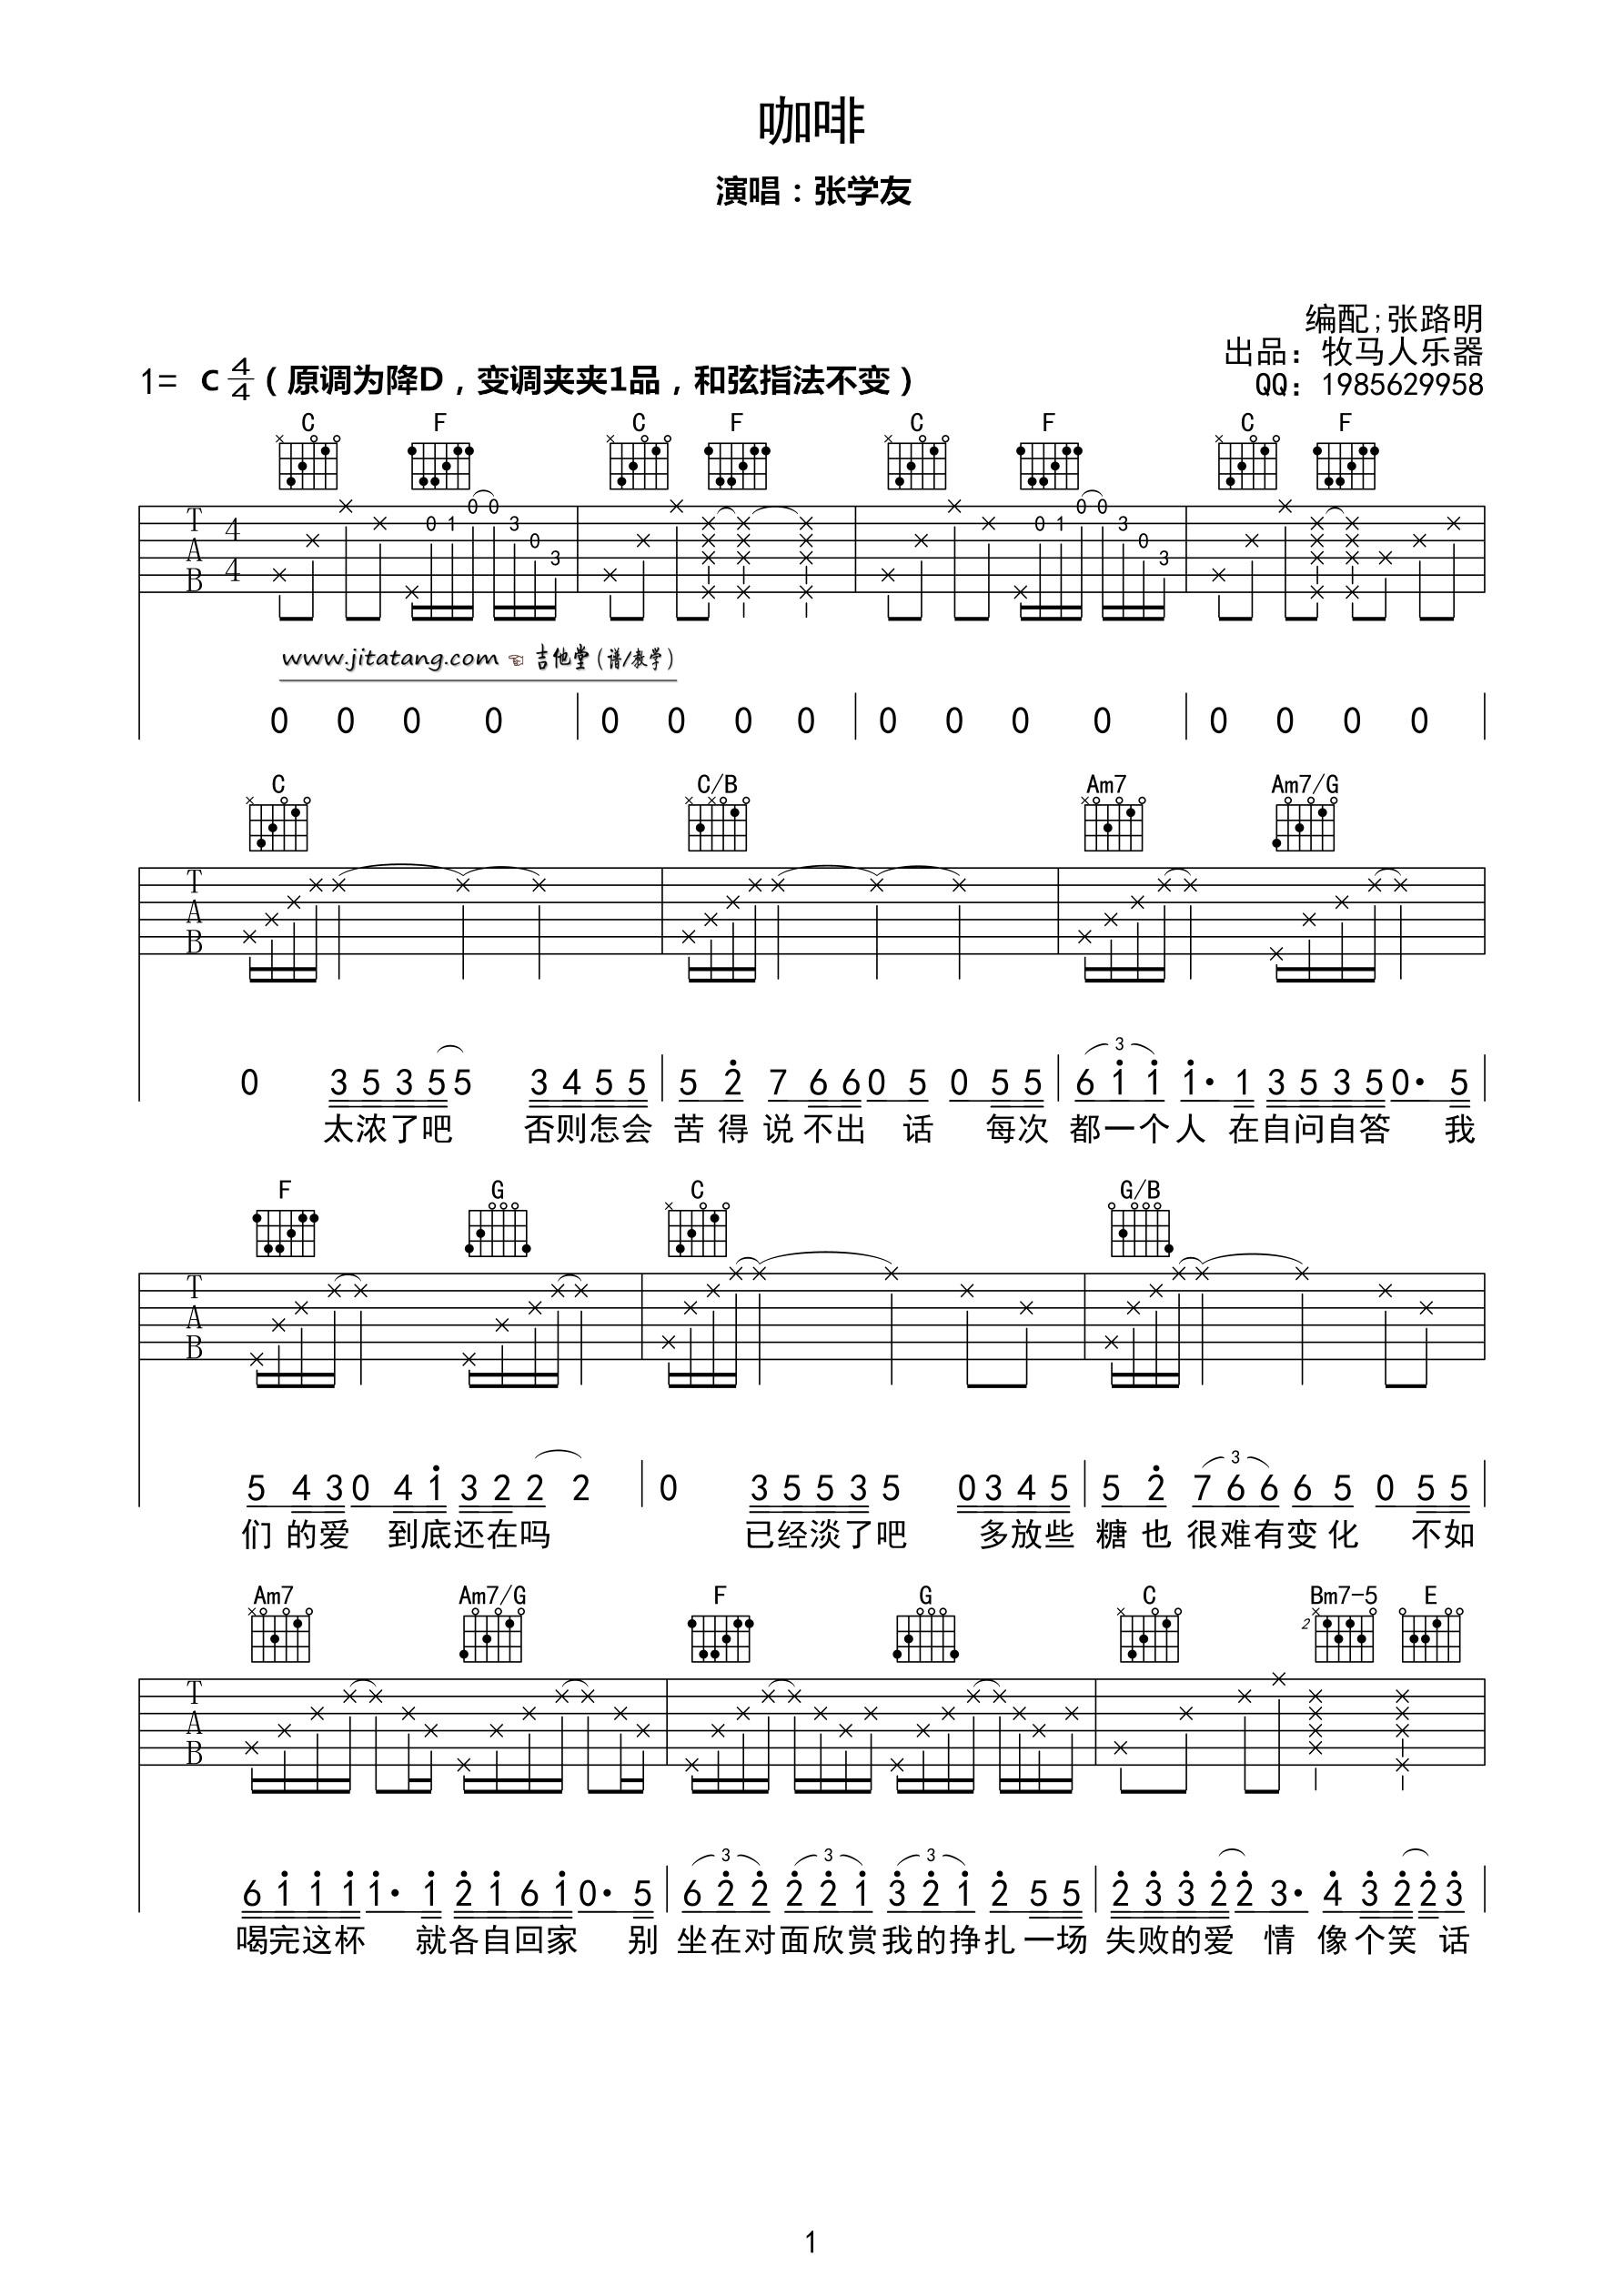 咖啡
演唱：张学友
编配;张路明
出品：牧马人乐器
QQ：1985629958
1= C 4/4（原调为降D，变调夹夹1品，和弦指法不变）
C F C F C F C F
T A B 4 4 0 1 0 0 3 0 3 0 1 0 0 3 0 3
www.jitatang.com ☜ 吉他堂（谱/教学）
0 0 0 0 | 0 0 0 0 | 0 0 0 0 | 0 0 0 0 |
C C/B Am7 Am7/G
T A B
0 3 5 3 5 5 3 4 5 5 | 5 2̇ 7 6 6 0 5 0 5 5 | 3 6 1̇ 1̇ 1̇· 1 3 5 3 5 0· 5 |
太浓了吧 否则怎会 苦得说不出 话 每次 都一个人 在自问自答 我
F G C G/B
T A B
5 4 3 0 4 1̇ 3 2 2 2 | 0 3 5 5 3 5 0 3 4 5 | 5 2̇ 3 7 6 6 6 5 0 5 5 |
们的爱 到底还在吗 已经淡了吧 多放些 糖也很难有变化 不如
Am7 Am7/G F G C Bm7-5 E
2
T A B
6 1̇ 1̇ 1̇ 1̇· 1̇ 2̇ 1̇ 6 1̇ 0· 5 | 3 6 2̇ 2̇ 3 2̇ 2̇ 1̇ 3 3̇ 2̇ 1̇ 2̇ 5 5 | 2̇ 3̇ 3̇ 2̇ 2̇ 3· 4̇ 3̇ 2̇ 2̇ 3̇ |
喝完这杯 就各自回家 别 坐在对面欣赏我的挣扎一场 失败的爱 情 像个笑 话
1